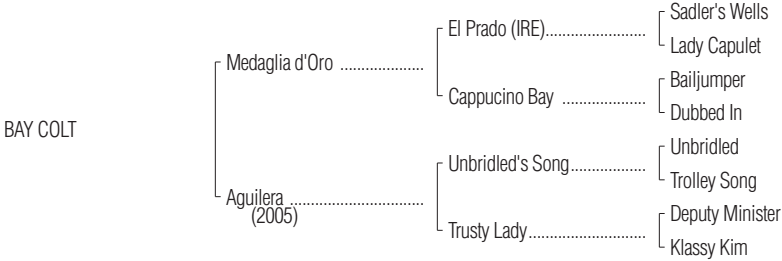 Sadler's Wells
El Prado (IRE)........................
Lady Capulet
Medaglia d'Oro ....................
Bailjumper
Cappucino Bay ....................
Dubbed In
BAY COLT
Unbridled
Unbridled's Song..................
Trolley Song
Aguilera ................................
(2005)
Deputy Minister
Trusty Lady............................
Klassy Kim